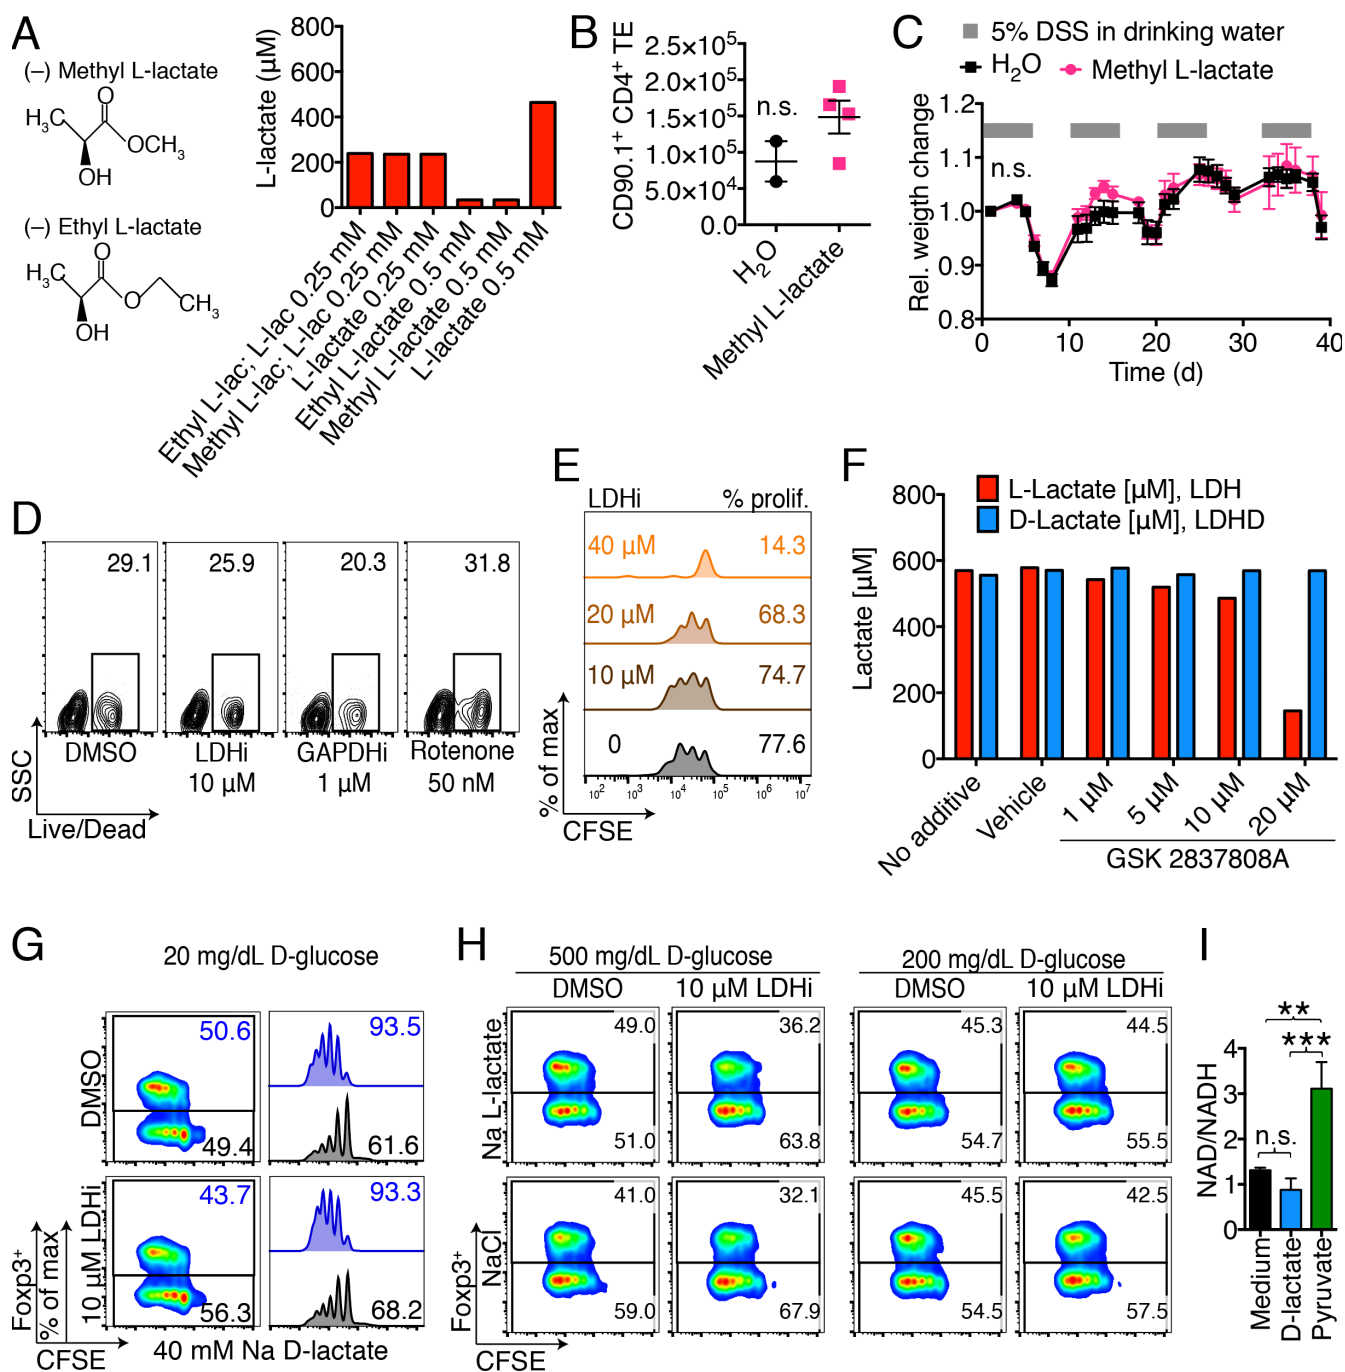 A
(–) Methyl L-lactate
H3C
O
OCH3
OH
(–) Ethyl L-lactate
H3C
O
O
CH3
OH
L-lactate (µM)
800
600
400
200
0
Ethyl L-lac; L-lac 0.25 mM
Methyl L-lac; L-lac 0.25 mM
L-lactate 0.25 mM
Ethyl L-lactate 0.5 mM
Methyl L-lactate 0.5 mM
L-lactate 0.5 mM
B
CD90.1+ CD4+ TE
2.5×10⁵
2.0×10⁵
1.5×10⁵
1.0×10⁵
5.0×10⁴
0.0
n.s.
H2O
Methyl L-lactate
C
5% DSS in drinking water
H2O
Methyl L-lactate
Rel. weigth change
1.2
1.1
1.0
0.9
0.8
n.s.
0
10
20
30
40
Time (d)
D
29.1
25.9
20.3
31.8
DMSO
LDHi
10 µM
GAPDHi
1 µM
Rotenone
50 nM
SSC
Live/Dead
E
LDHi
% prolif.
40 µM
14.3
20 µM
68.3
10 µM
74.7
0
77.6
10²
10³
10⁴
10⁵
10⁶
10⁷
% of max
CFSE
F
L-Lactate [µM], LDH
D-Lactate [µM], LDHD
Lactate [µM]
800
600
400
200
0
No additive
Vehicle
1 µM
5 µM
10 µM
20 µM
GSK 2837808A
G
20 mg/dL D-glucose
DMSO
50.6
49.4
93.5
61.6
10 µM LDHi
43.7
56.3
93.3
68.2
Foxp3+
% of max
CFSE
40 mM Na D-lactate
H
500 mg/dL D-glucose
200 mg/dL D-glucose
DMSO
10 µM LDHi
DMSO
10 µM LDHi
Na L-lactate
49.0
51.0
36.2
63.8
45.3
54.7
44.5
55.5
NaCl
41.0
59.0
32.1
67.9
45.5
54.5
42.5
57.5
Foxp3+
CFSE
I
**
***
n.s.
NAD/NADH
4
3
2
1
0
Medium
D-lactate
Pyruvate